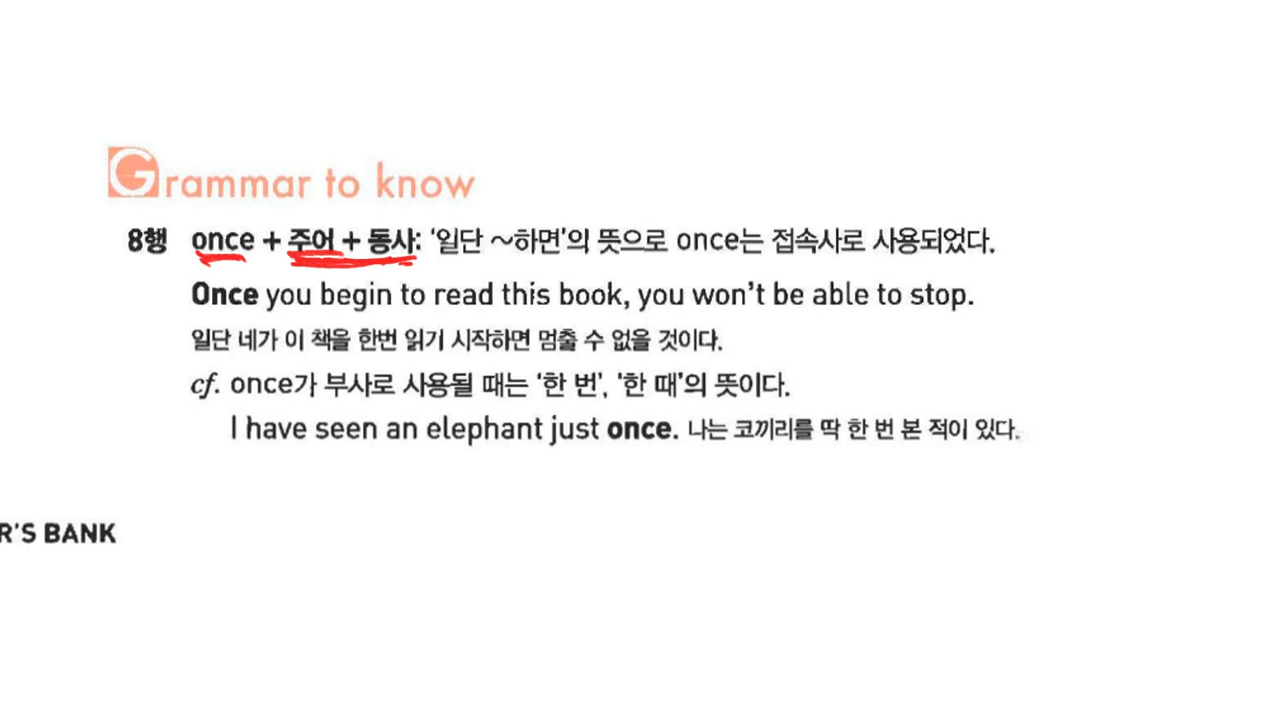 Grammar to know
8행 once + 주어 + 동사: ‘일단 ~하면’의 뜻으로 once는 접속사로 사용되었다.
Once you begin to read this book, you won’t be able to stop.
일단 네가 이 책을 한번 읽기 시작하면 멈출 수 없을 것이다.
cf. once가 부사로 사용될 때는 ‘한 번’, ‘한 때’의 뜻이다.
I have seen an elephant just once. 나는 코끼리를 딱 한 번 본 적이 있다.
R’S BANK